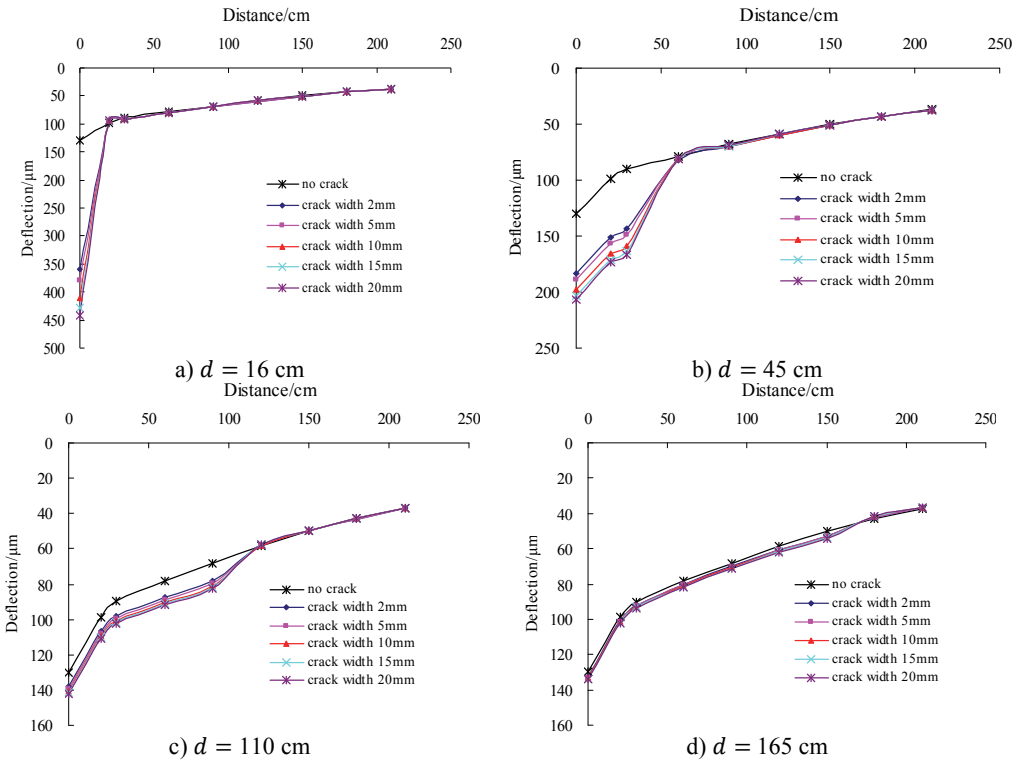 Distance/cm
0 50 100 150 200 250
0
50
100
150
200
250
300
350
400
450
500
Deflection/μm
no crack
crack width 2mm
crack width 5mm
crack width 10mm
crack width 15mm
crack width 20mm
a) d = 16 cm
Distance/cm
0 50 100 150 200 250
0
50
100
150
200
250
Deflection/μm
no crack
crack width 2mm
crack width 5mm
crack width 10mm
crack width 15mm
crack width 20mm
b) d = 45 cm
Distance/cm
0 50 100 150 200 250
0
20
40
60
80
100
120
140
160
Deflection/μm
no crack
crack width 2mm
crack width 5mm
crack width 10mm
crack width 15mm
crack width 20mm
c) d = 110 cm
Distance/cm
0 50 100 150 200 250
0
20
40
60
80
100
120
140
160
Deflection/μm
no crack
crack width 2mm
crack width 5mm
crack width 10mm
crack width 15mm
crack width 20mm
d) d = 165 cm